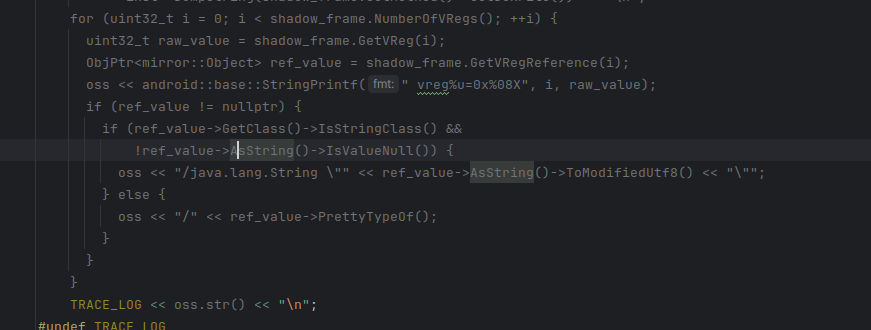 for (uint32_t i = 0; i < shadow_frame.NumberOfVRegs(); ++i) {
uint32_t raw_value = shadow_frame.GetVReg(i);
ObjPtr<mirror::Object> ref_value = shadow_frame.GetVRegReference(i);
oss << android::base::StringPrintf( fmt: " vreg%u=0x%08X", i, raw_value);
if (ref_value != nullptr) {
if (ref_value->GetClass()->IsStringClass() &&
!ref_value->AsString()->IsValueNull()) {
oss << "/java.lang.String \"" << ref_value->AsString()->ToModifiedUtf8() << "\"";
} else {
oss << "/" << ref_value->PrettyTypeOf();
}
}
}
TRACE_LOG << oss.str() << "\n";
#undef TRACE_LOG